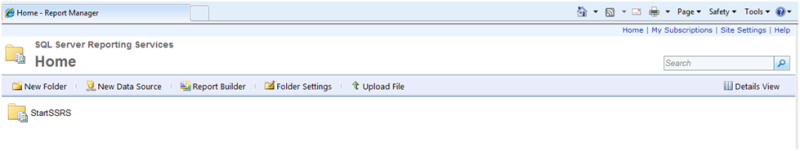 Home - Report Manager
Page Safety Tools
Home | My Subscriptions | Site Settings | Help
SQL Server Reporting Services
Home
Search
New Folder New Data Source Report Builder Folder Settings Upload File Details View
StartSSRS